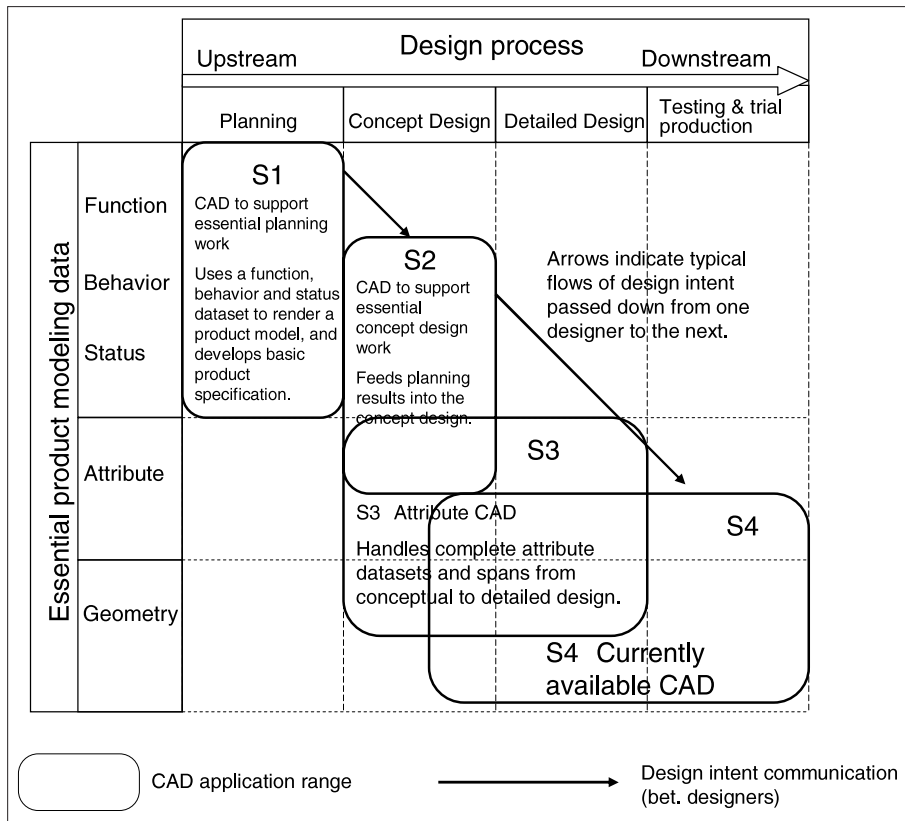 Design process
Upstream
Downstream
Planning
Concept Design
Detailed Design
Testing & trial
production
Essential product modeling data
Function
Behavior
Status
Attribute
Geometry
S1
CAD to support
essential planning
work
Uses a function,
behavior and status
dataset to render a
product model, and
develops basic
product
specification.
S2
CAD to support
essential
concept design
work
Feeds planning
results into the
concept design.
Arrows indicate typical
flows of design intent
passed down from one
designer to the next.
S3
S3 Attribute CAD
Handles complete attribute
datasets and spans from
conceptual to detailed design.
S4
S4 Currently
available CAD
CAD application range
Design intent communication
(bet. designers)